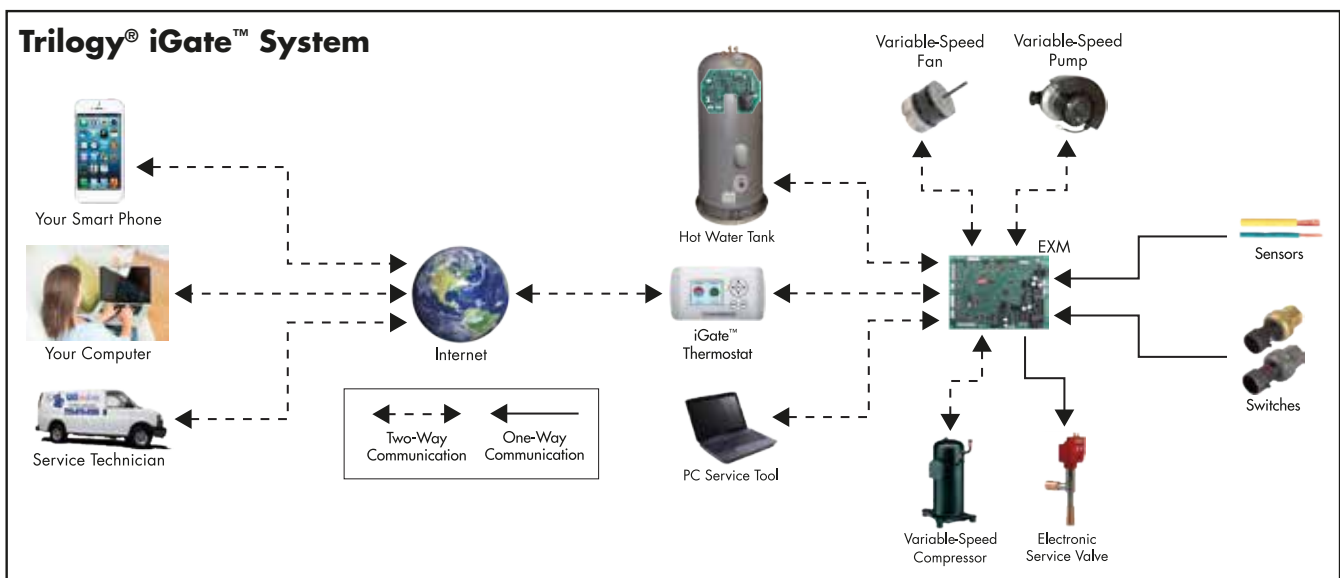 Trilogy® iGate™ System
Variable-Speed
Fan
Variable-Speed
Pump
Your Smart Phone
Hot Water Tank
EXM
Sensors
Your Computer
Internet
iGate™
Thermostat
Switches
Two-Way
Communication
One-Way
Communication
Service Technician
PC Service Tool
Variable-Speed
Compressor
Electronic
Service Valve